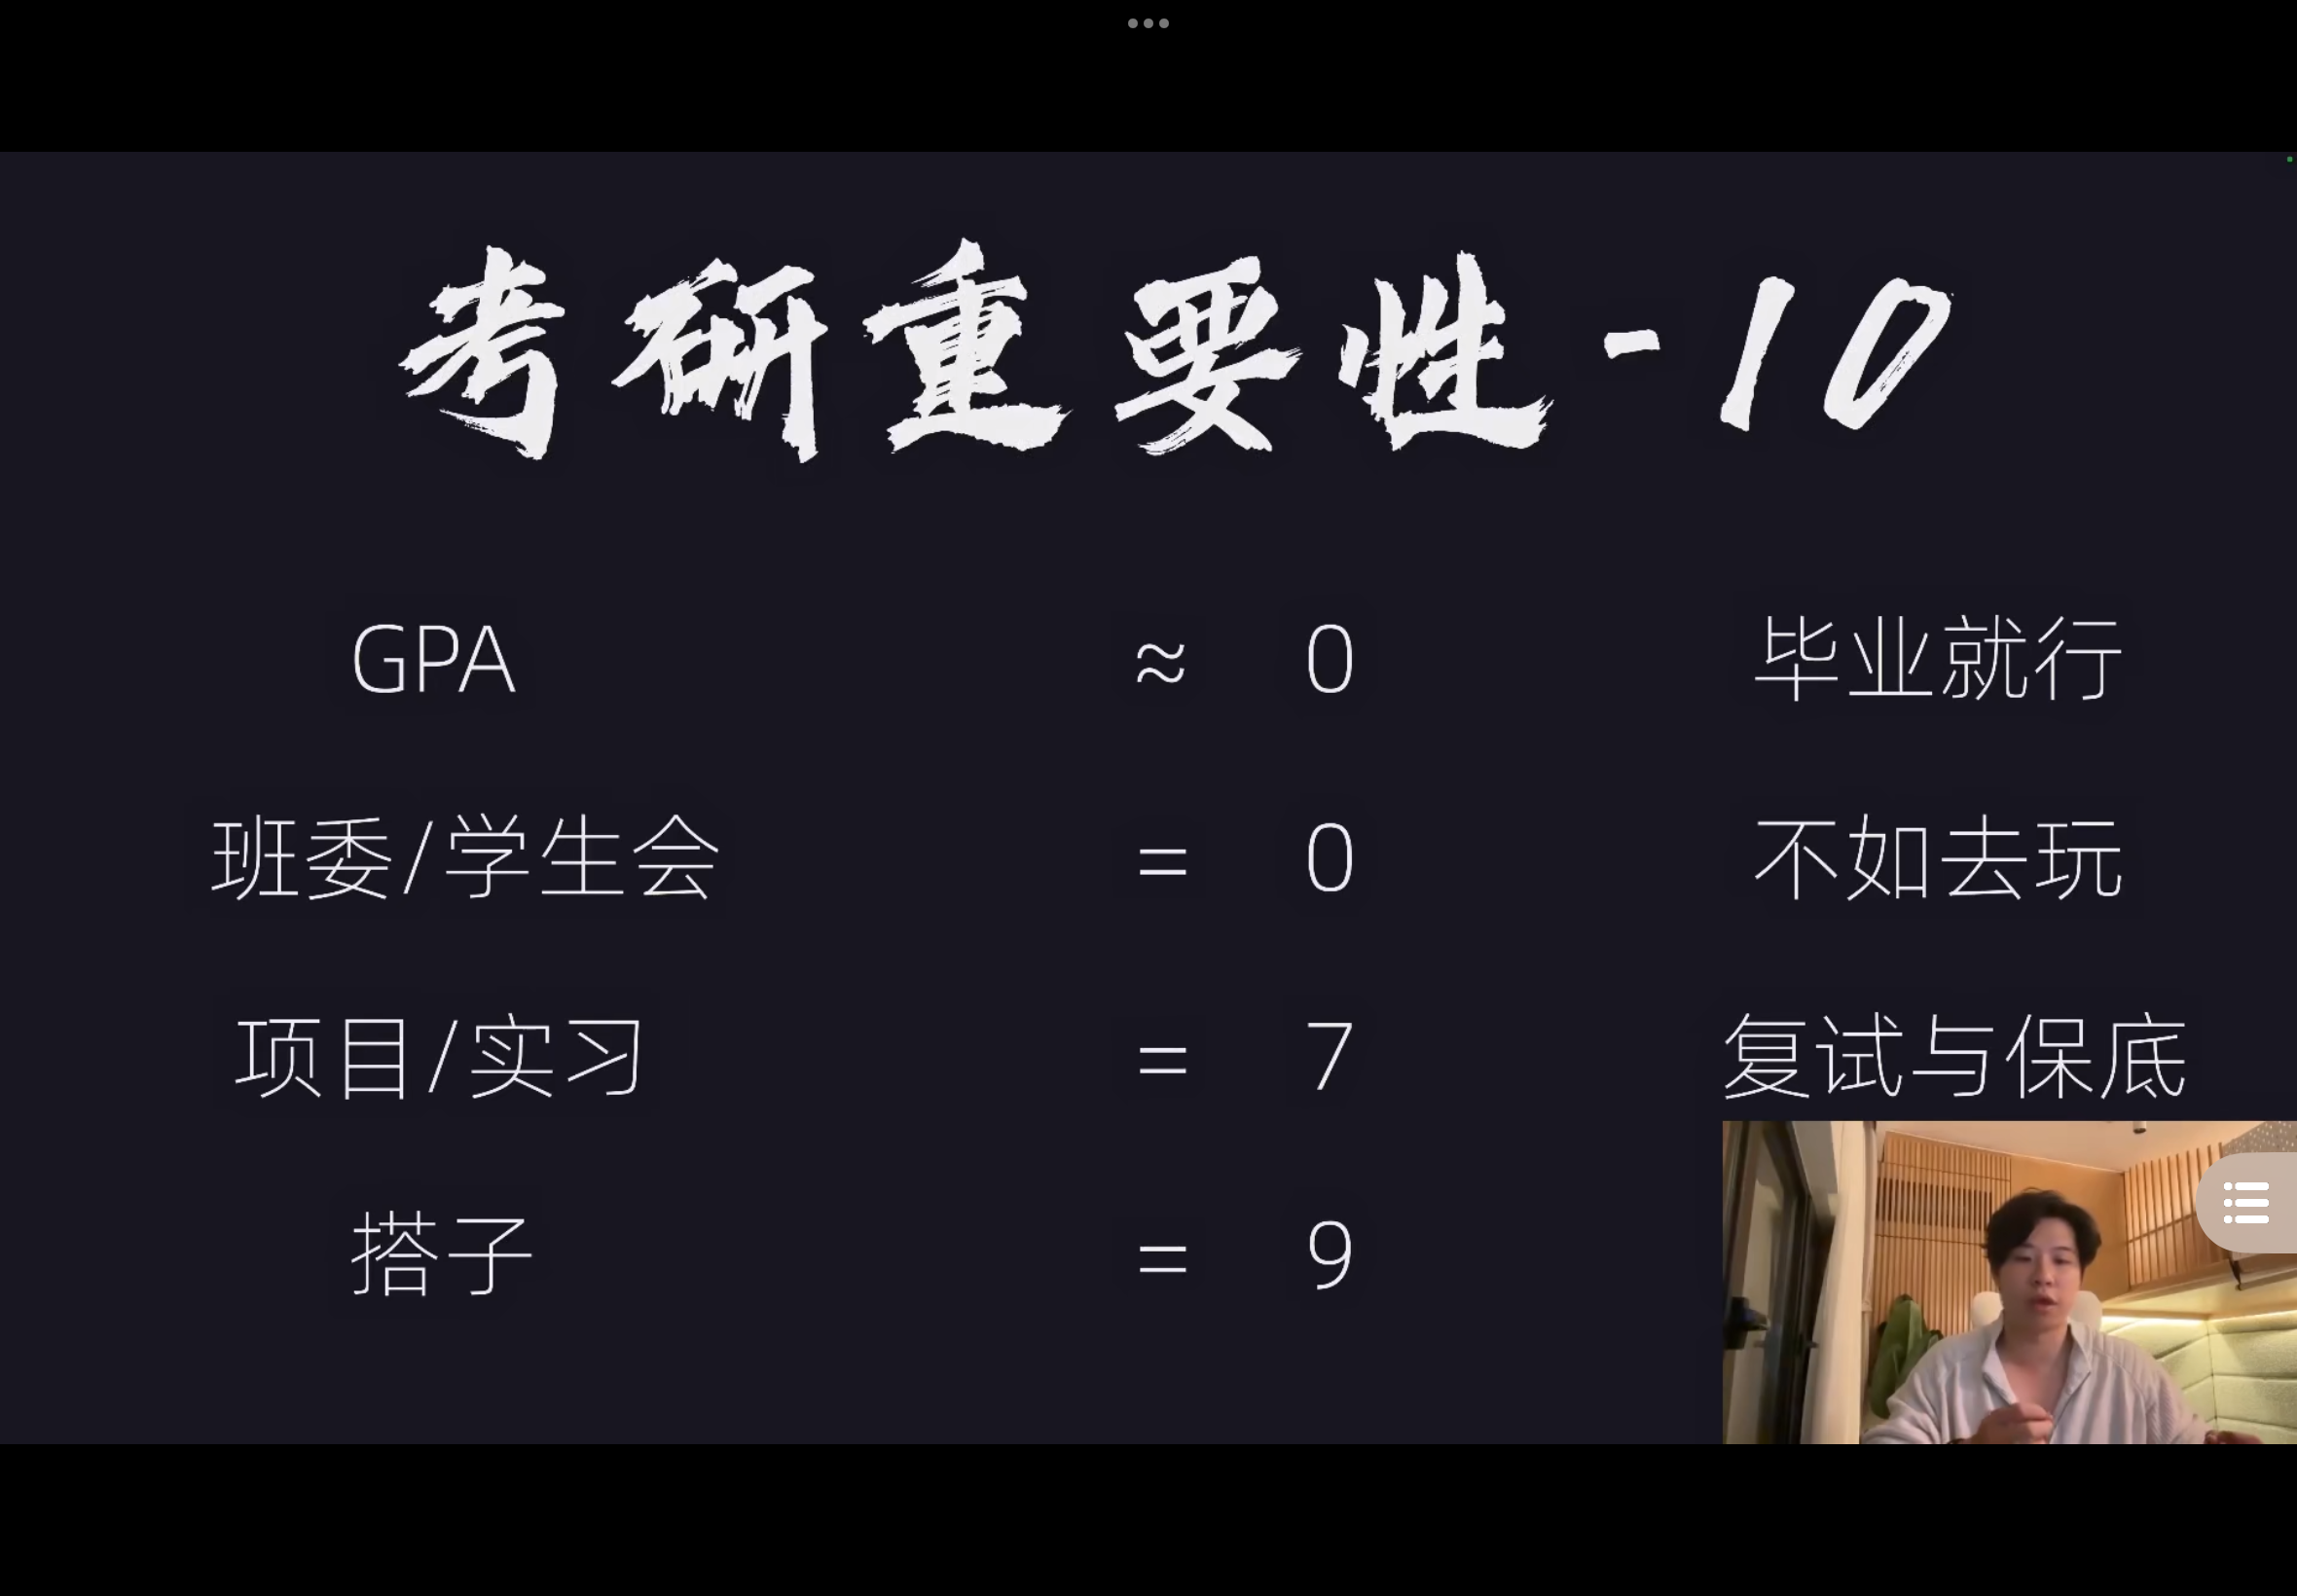 考研重要性-10
GPA ≈ 0 毕业就行
班委/学生会 = 0 不如去玩
项目/实习 = 7 复试与保底
搭子 = 9